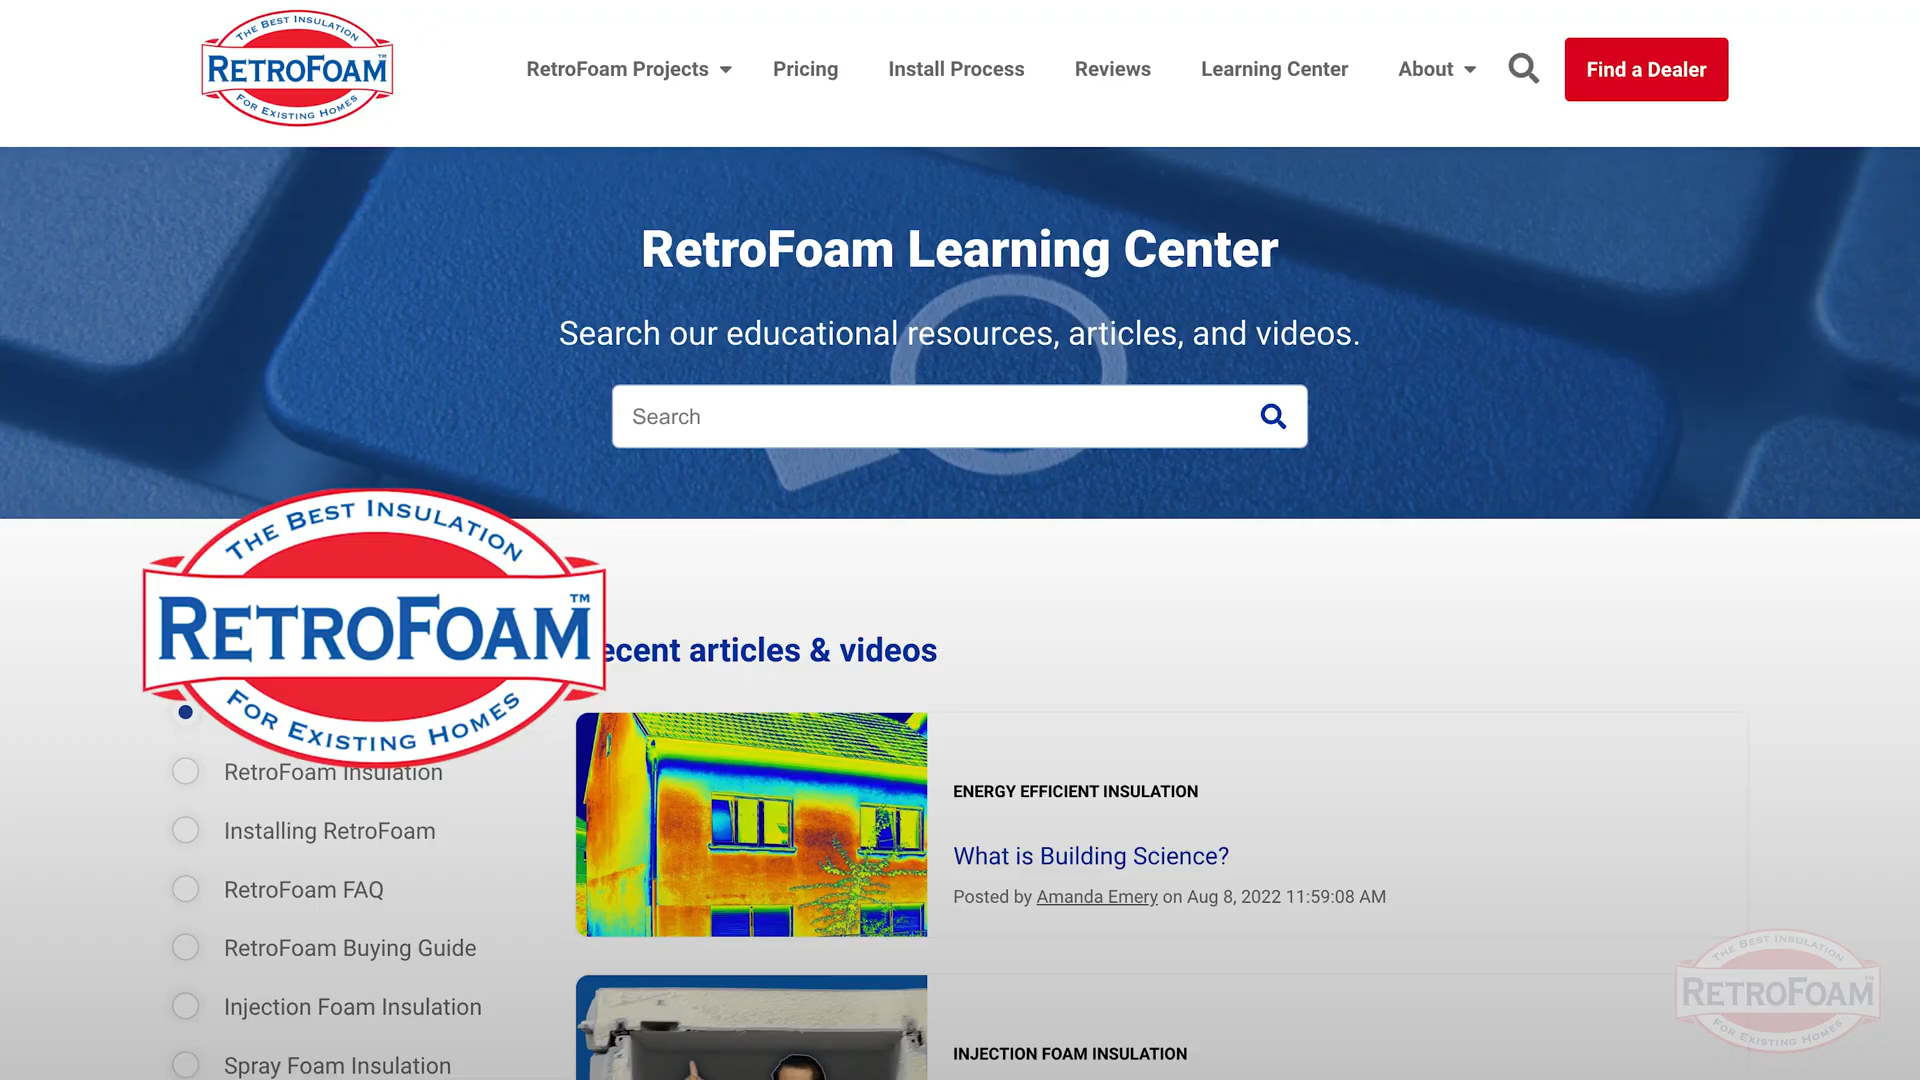 THE BEST INSULATION
RETROFOAM™
FOR EXISTING HOMES
RetroFoam Projects
Pricing
Install Process
Reviews
Learning Center
About
Find a Dealer
RetroFoam Learning Center
Search our educational resources, articles, and videos.
Search
THE BEST INSULATION
RETROFOAM™
FOR EXISTING HOMES
ecent articles & videos
RetroFoam Insulation
Installing RetroFoam
RetroFoam FAQ
RetroFoam Buying Guide
Injection Foam Insulation
Spray Foam Insulation
ENERGY EFFICIENT INSULATION
What is Building Science?
Posted by Amanda Emery on Aug 8, 2022 11:59:08 AM
INJECTION FOAM INSULATION
THE BEST INSULATION
RETROFOAM™
FOR EXISTING HOMES